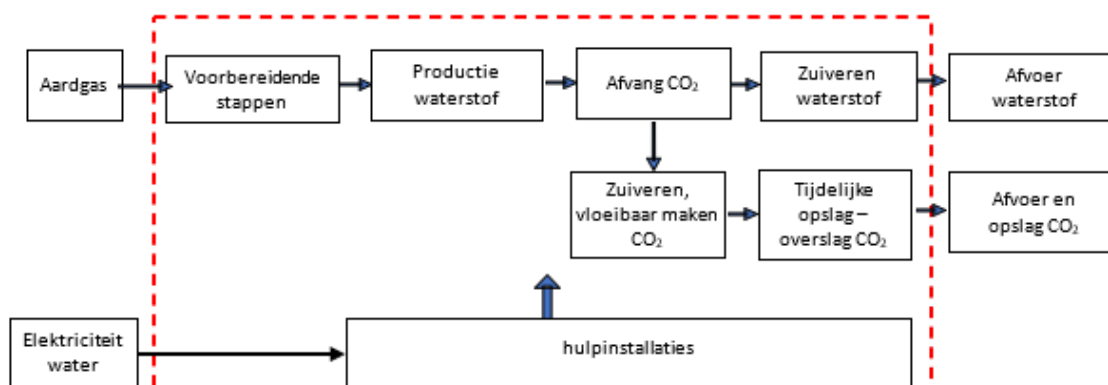 Aardgas
Voorbereidende
stappen
Productie
waterstof
Afvang CO₂
Zuiveren
waterstof
Afvoer
waterstof
Zuiveren,
vloeibaar maken
CO₂
Tijdelijke
opslag–
overslag CO₂
Afvoer en
opslag CO₂
Elektriciteit
water
hulpinstallaties